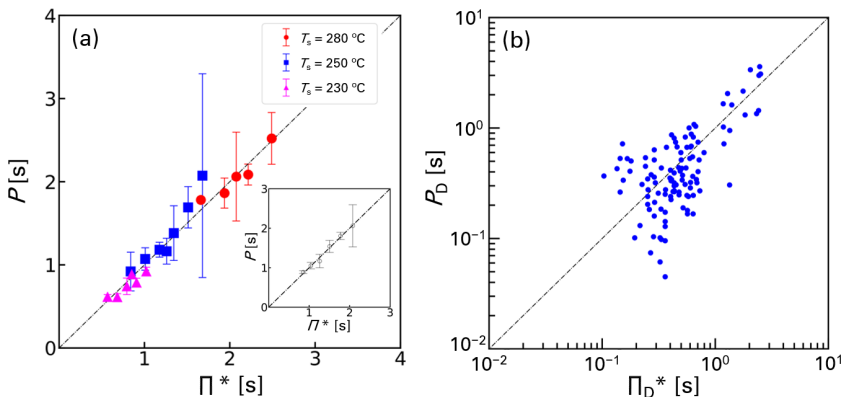 (a)
T_s = 280 °C
T_s = 250 °C
T_s = 230 °C
4
3
2
1
0
1
2
3
4
P [s]
Π* [s]
3
2
1
0
0
1
2
3
P [s]
Π* [s]
(b)
10^1
10^0
10^-1
10^-2
10^-2
10^-1
10^0
10^1
P_D [s]
Π_D* [s]